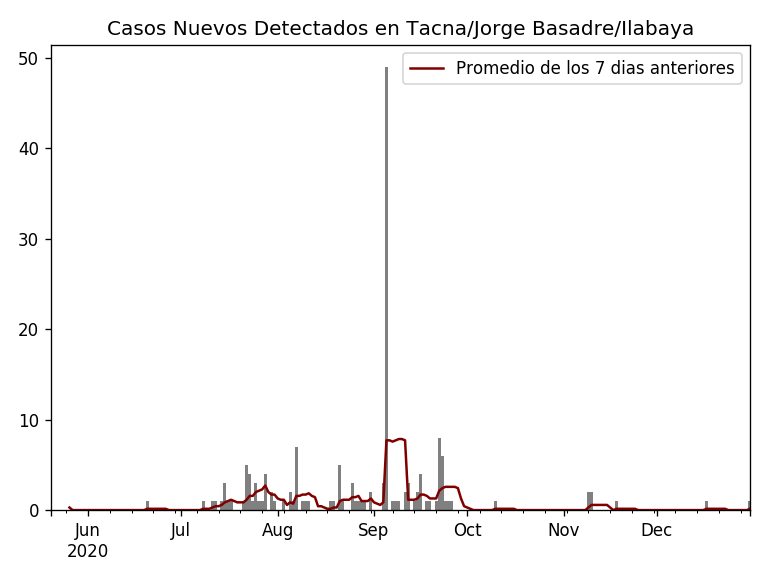 Casos Nuevos Detectados en Tacna/Jorge Basadre/Ilabaya
Promedio de los 7 dias anteriores
50
40
30
20
10
0
Jun Jul Aug Sep Oct Nov Dec
2020